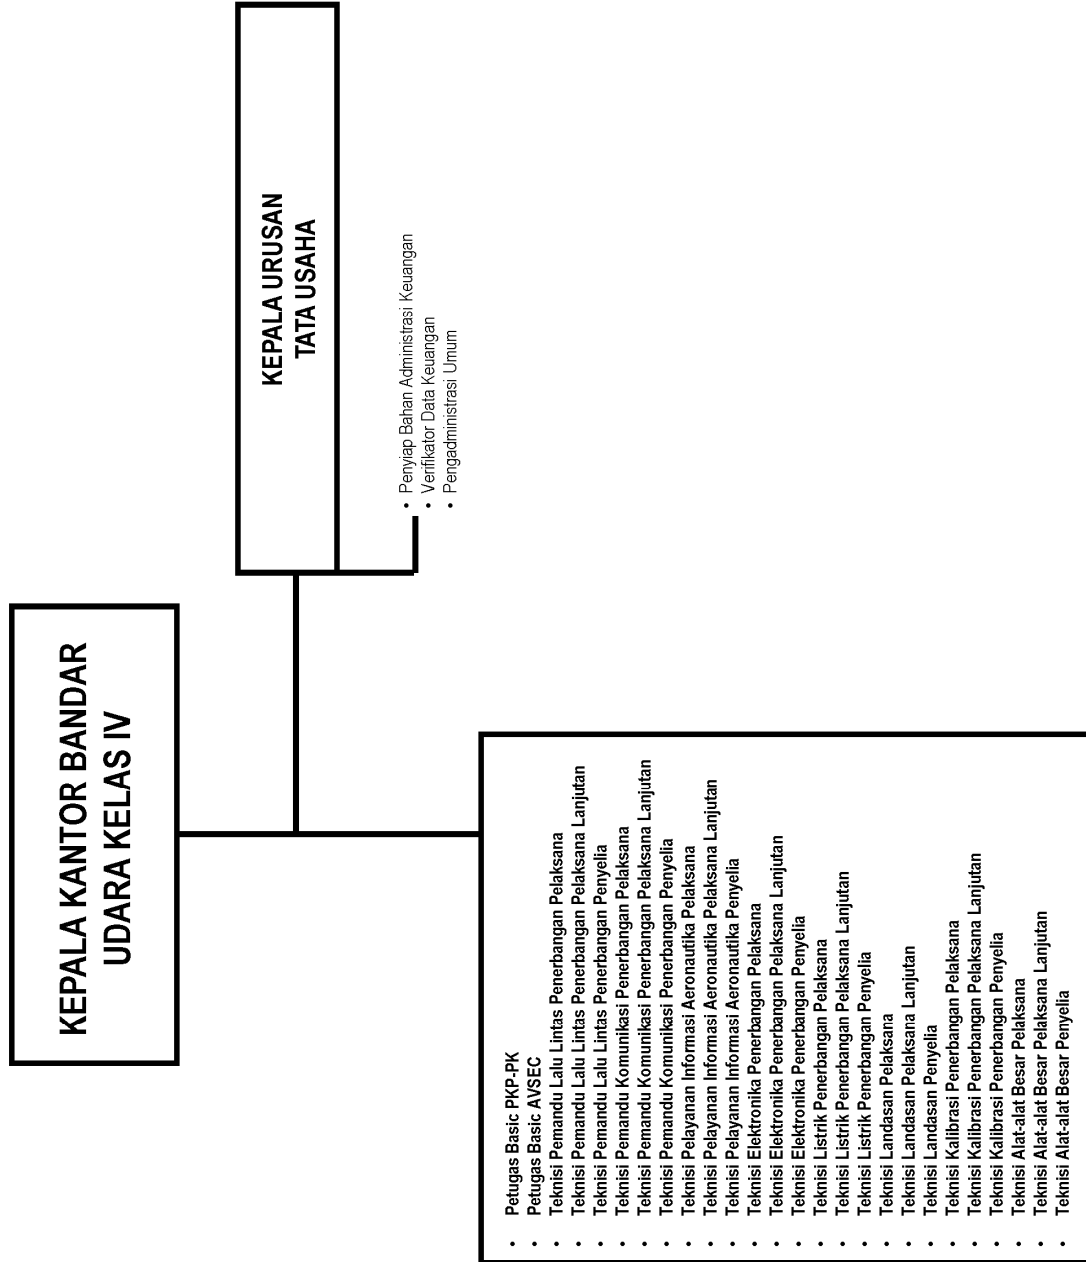 KEPALA KANTOR BANDAR
UDARA KELAS IV
KEPALA URUSAN
TATA USAHA
• Penyiap Bahan Administrasi Keuangan
• Verifikator Data Keuangan
• Pengadministrasi Umum
• Petugas Basic PKP-PK
• Petugas Basic AVSEC
• Teknisi Pemandu Lalu Lintas Penerbangan Pelaksana
• Teknisi Pemandu Lalu Lintas Penerbangan Pelaksana Lanjutan
• Teknisi Pemandu Lalu Lintas Penerbangan Penyelia
• Teknisi Pemandu Komunikasi Penerbangan Pelaksana
• Teknisi Pemandu Komunikasi Penerbangan Pelaksana Lanjutan
• Teknisi Pemandu Komunikasi Penerbangan Penyelia
• Teknisi Pelayanan Informasi Aeronautika Pelaksana
• Teknisi Pelayanan Informasi Aeronautika Pelaksana Lanjutan
• Teknisi Pelayanan Informasi Aeronautika Penyelia
• Teknisi Elektronika Penerbangan Pelaksana
• Teknisi Elektronika Penerbangan Pelaksana Lanjutan
• Teknisi Elektronika Penerbangan Penyelia
• Teknisi Listrik Penerbangan Pelaksana
• Teknisi Listrik Penerbangan Pelaksana Lanjutan
• Teknisi Listrik Penerbangan Penyelia
• Teknisi Landasan Pelaksana
• Teknisi Landasan Pelaksana Lanjutan
• Teknisi Landasan Penyelia
• Teknisi Kalibrasi Penerbangan Pelaksana
• Teknisi Kalibrasi Penerbangan Pelaksana Lanjutan
• Teknisi Kalibrasi Penerbangan Penyelia
• Teknisi Alat-alat Besar Pelaksana
• Teknisi Alat-alat Besar Pelaksana Lanjutan
• Teknisi Alat-alat Besar Penyelia